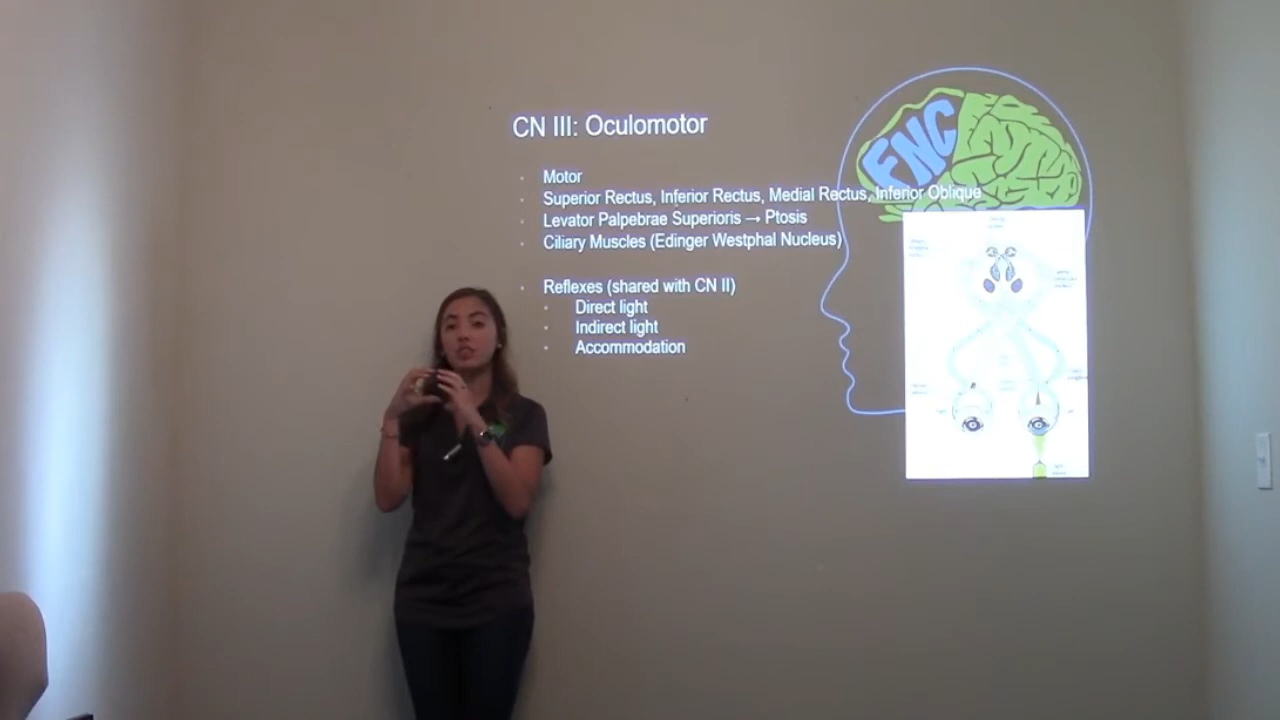 CN III: Oculomotor
FNC
Motor
Superior Rectus, Inferior Rectus, Medial Rectus, Inferior Oblique
Levator Palpebrae Superioris → Ptosis
Ciliary Muscles (Edinger Westphal Nucleus)
Reflexes (shared with CN II)
Direct light
Indirect light
Accommodation